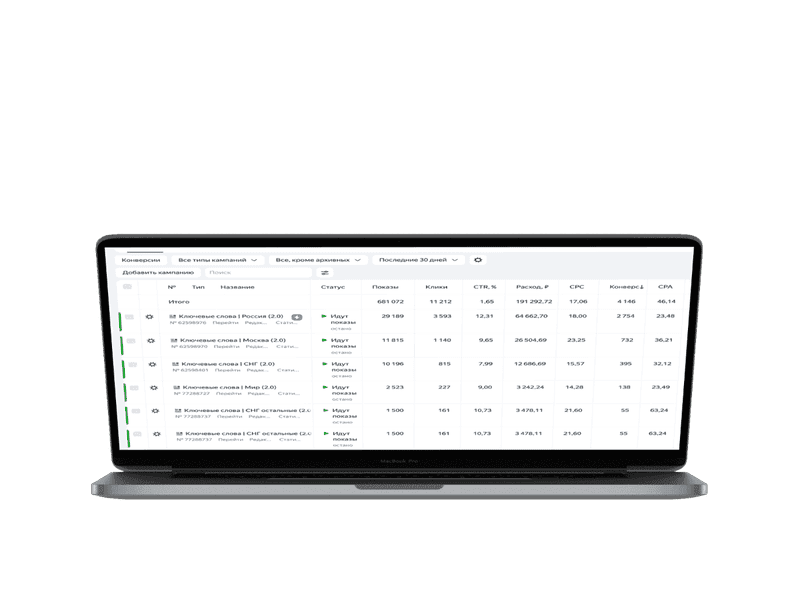 Конверсии Все типы кампаний Все, кроме архивных Последние 30 дней
Добавить кампанию Поиск
№ Тип Название Статус Показы Клики CTR, % Расход, ₽ CPC Конверс↓ CPA
Итого 681 072 11 212 1,65 191 292,72 17,06 4 146 46,14
Ключевые слова | Россия (2.0) Идут показы 29 189 3 593 12,31 64 662,70 18,00 2 754 23,48
№ 62598976 Перейти Редак... Стати... остано
Ключевые слова | Москва (2.0) Идут показы 11 815 1 140 9,65 26 504,69 23,25 732 36,21
№ 62598970 Перейти Редак... Стати... остано
Ключевые слова | СНГ (2.0) Идут показы 10 196 815 7,99 12 686,69 15,57 395 32,12
Перейти Редак... Стати... остано
Ключевые слова | Мир (2.0) Идут показы 2 523 227 9,00 3 242,24 14,28 138 23,49
№ 77288727 Перейти Редак... Стати... остано
Ключевые слова | СНГ остальные (2.0 Идут показы 1 500 161 10,73 3 478,11 21,60 55 63,24
№ 77288737 Перейти Редак... Стати... остано
Ключевые слова | СНГ остальные (2.0 Идут показы 1 500 161 10,73 3 478,11 21,60 55 63,24
№ 77288737 Перейти Редак... Стати... остано
MacBook Pro